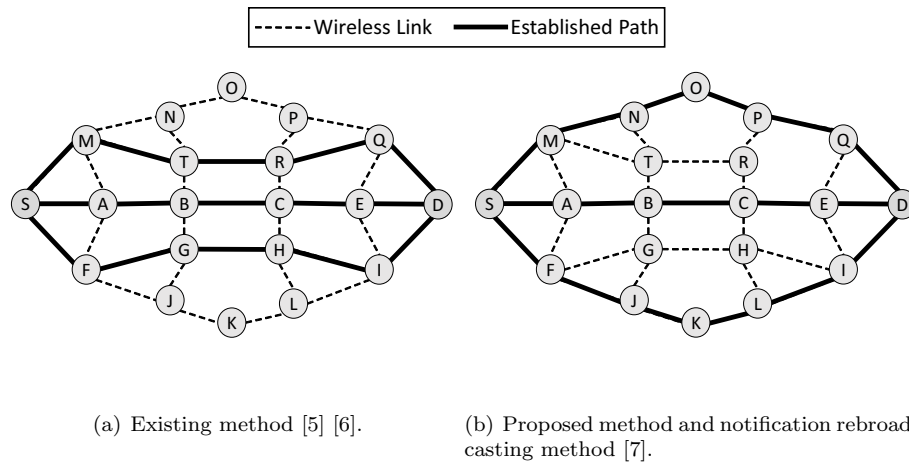 Wireless Link Established Path
O O
N P N P
M Q M Q
T R T R
S A B C E D S A B C E D
G H G H
F I F I
J L J L
K K
(a) Existing method [5] [6].
(b) Proposed method and notification rebroad
casting method [7].